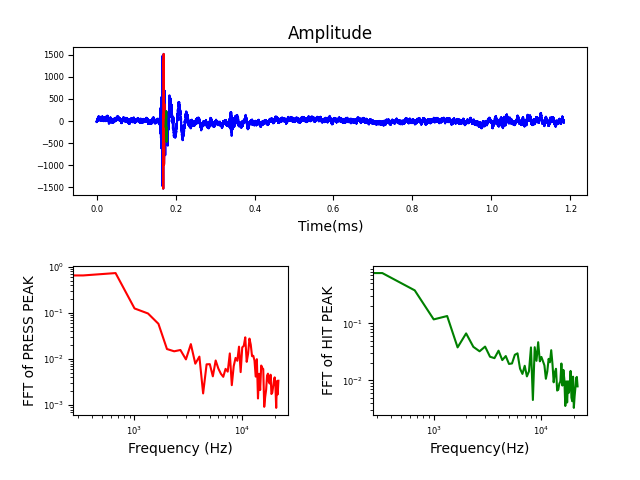 Amplitude
1500
1000
500
0
−500
−1000
−1500
0.0 0.2 0.4 0.6 0.8 1.0 1.2
Time(ms)
FFT of PRESS PEAK
10⁰
10⁻¹
10⁻²
10⁻³
10³ 10⁴
Frequency (Hz)
FFT of HIT PEAK
10⁻¹
10⁻²
10³ 10⁴
Frequency(Hz)